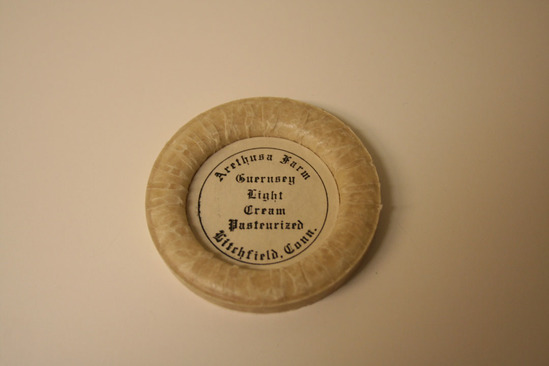 Arethusa Farm
Guernsey
Light
Cream
Pasteurized
Litchfield, Conn.